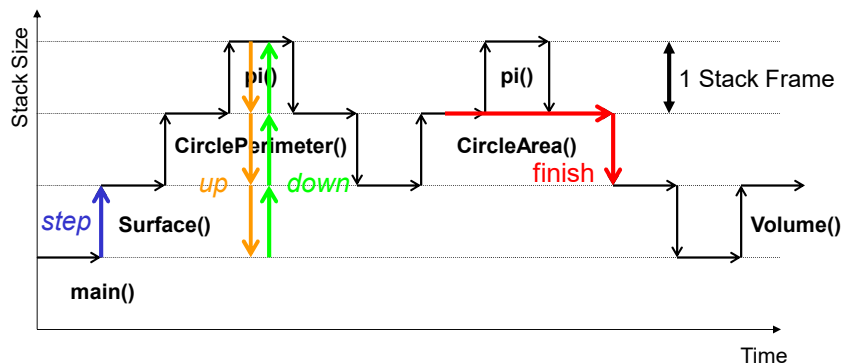 Stack Size
pi()
pi()
1 Stack Frame
CirclePerimeter()
CircleArea()
up
down
finish
step
Surface()
Volume()
main()
Time